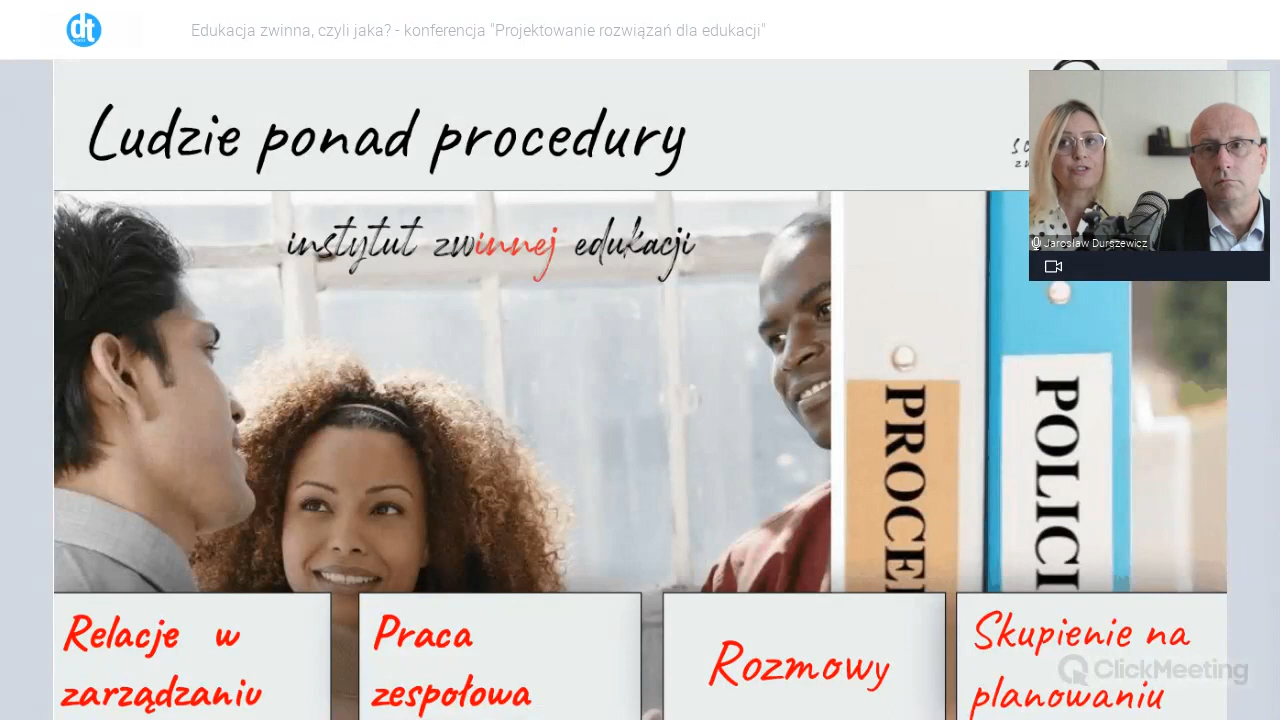 dt
Edukacja zwinna, czyli jaka? - konferencja "Projektowanie rozwiązań dla edukacji"
Ludzie ponad procedury
instytut zwinnej edukacji
Jarosław Durszewicz
PROCE
POLICI
Relacje w
zarządzaniu
Praca
zespołowa
Rozmowy
Skupienie na
planowaniu
ClickMeeting